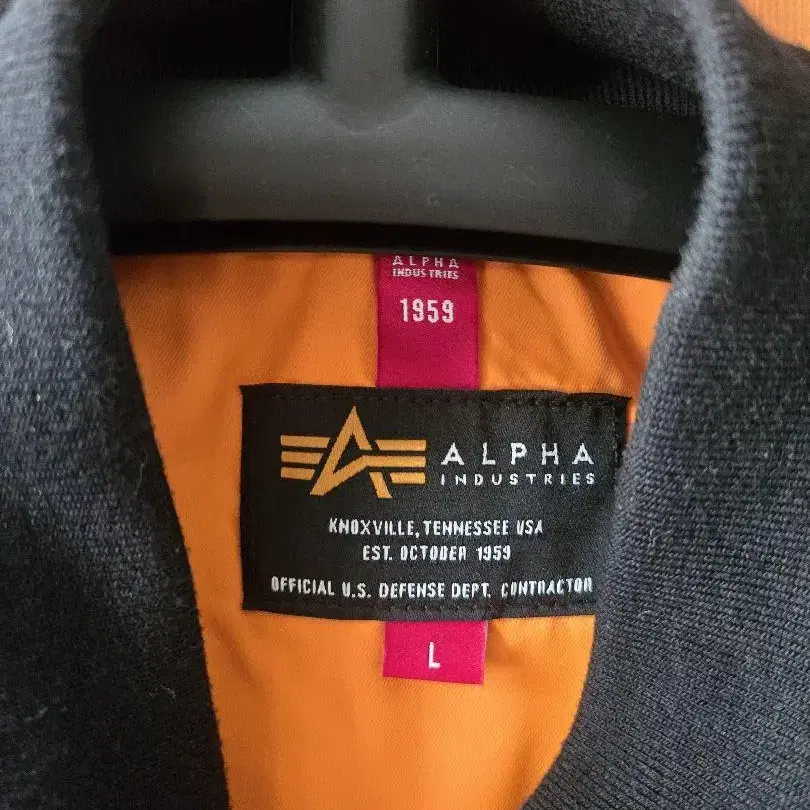 ALPHA
INDUSTRIES
1959
ALPHA
INDUSTRIES
KNOXVILLE, TENNESSEE USA
EST. OCTOBER 1959
OFFICIAL U.S. DEFENSE DEPT. CONTRACTOR
L